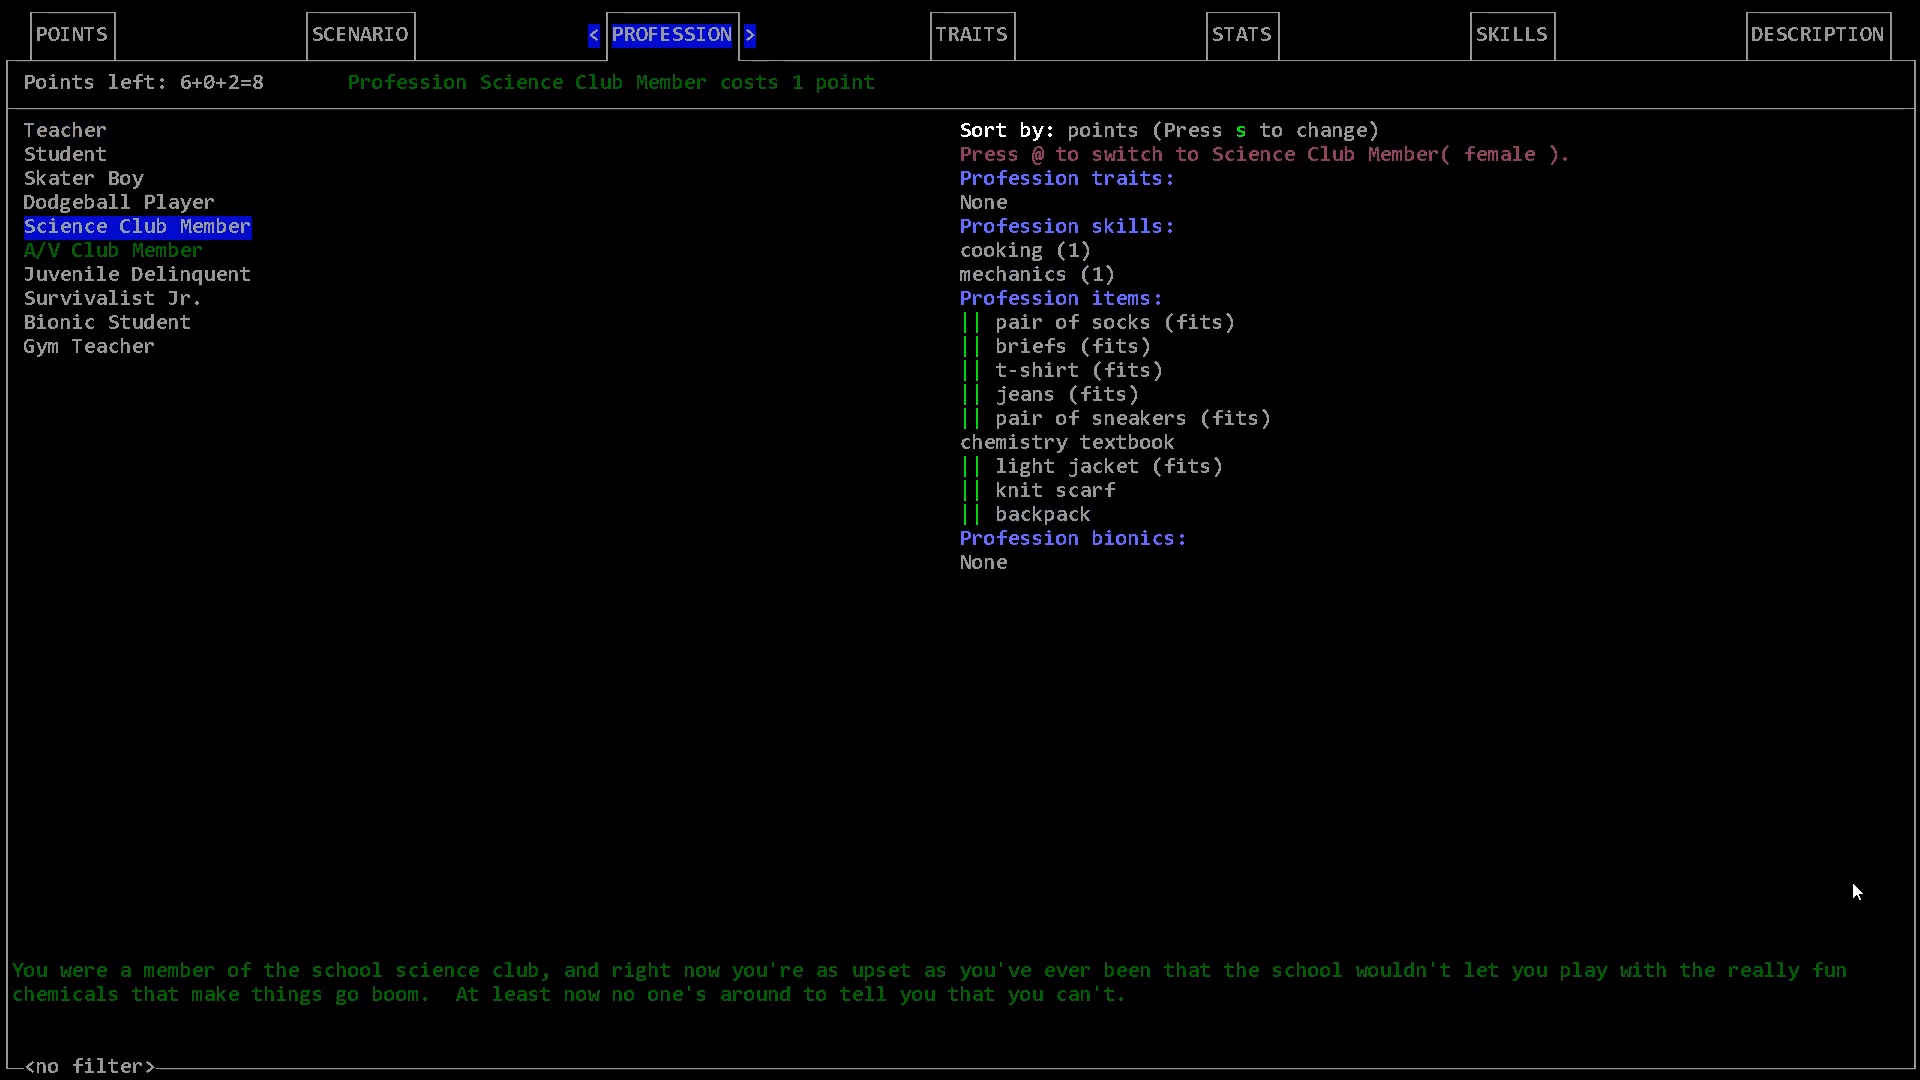 POINTS SCENARIO < PROFESSION > TRAITS STATS SKILLS DESCRIPTION
Points left: 6+0+2=8 Profession Science Club Member costs 1 point
Teacher
Student
Skater Boy
Dodgeball Player
Science Club Member
A/V Club Member
Juvenile Delinquent
Survivalist Jr.
Bionic Student
Gym Teacher
Sort by: points (Press s to change)
Press @ to switch to Science Club Member( female ).
Profession traits:
None
Profession skills:
cooking (1)
mechanics (1)
Profession items:
|| pair of socks (fits)
|| briefs (fits)
|| t-shirt (fits)
|| jeans (fits)
|| pair of sneakers (fits)
chemistry textbook
|| light jacket (fits)
|| knit scarf
|| backpack
Profession bionics:
None
You were a member of the school science club, and right now you're as upset as you've ever been that the school wouldn't let you play with the really fun
chemicals that make things go boom.  At least now no one's around to tell you that you can't.
<no filter>